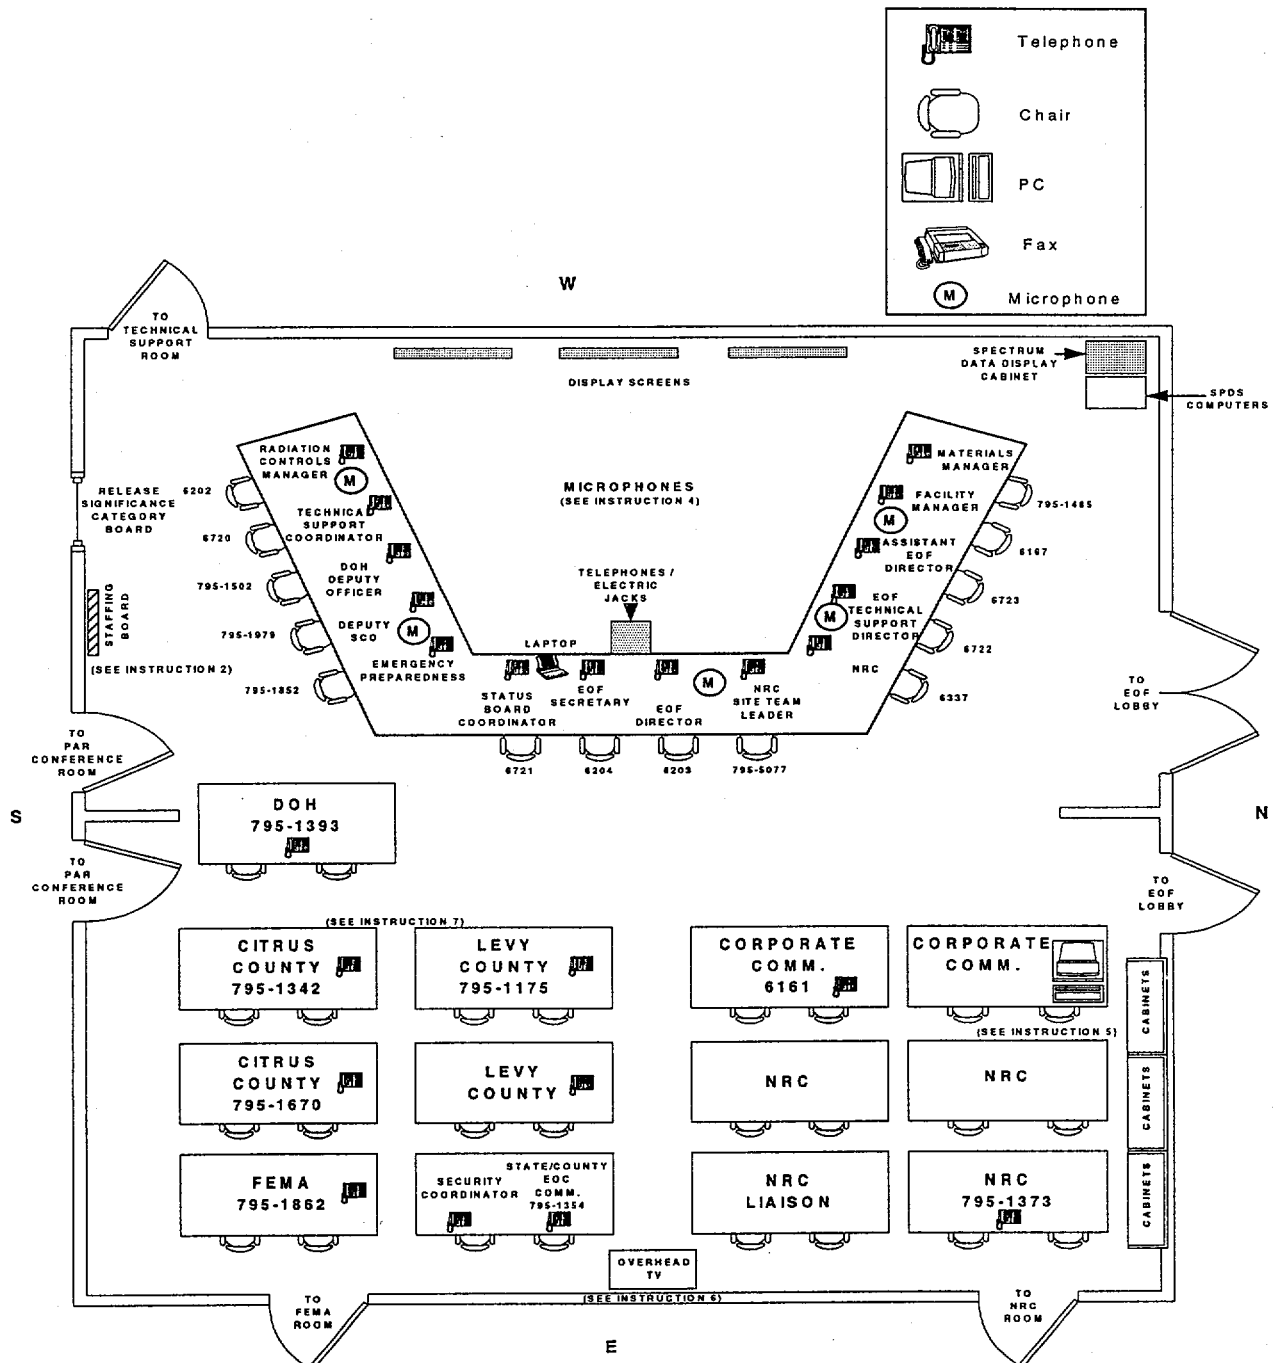 Telephone
Chair
PC
Fax
M
Microphone
W
TO
TECHNICAL
SUPPORT
ROOM
DISPLAY SCREENS
SPECTRUM
DATA DISPLAY
CABINET
SPDS
COMPUTERS
RADIATION
CONTROLS
MANAGER
M
TECHNICAL
SUPPORT
COORDINATOR
DOH
DEPUTY
OFFICER
DEPUTY
SCO
M
EMERGENCY
PREPAREDNESS
6202
6720
795-1502
795-1979
795-1852
RELEASE
SIGNIFICANCE
CATEGORY
BOARD
STAFFING
BOARD
(SEE INSTRUCTION 2)
MICROPHONES
(SEE INSTRUCTION 4)
TELEPHONES /
ELECTRIC
JACKS
LAPTOP
STATUS
BOARD
COORDINATOR
EOF
SECRETARY
EOF
DIRECTOR
M
NRC
SITE TEAM
LEADER
6721
6204
6203
795-5077
MATERIALS
MANAGER
FACILITY
MANAGER
M
ASSISTANT
EOF
DIRECTOR
EOF
TECHNICAL
SUPPORT
DIRECTOR
M
NRC
795-1465
6167
6723
6722
6337
TO
EOF
LOBBY
TO
PAR
CONFERENCE
ROOM
S
N
TO
PAR
CONFERENCE
ROOM
TO
EOF
LOBBY
DOH
795-1393
(SEE INSTRUCTION 7)
CITRUS
COUNTY
795-1342
LEVY
COUNTY
795-1175
CORPORATE
COMM.
6161
CORPORATE
COMM.
(SEE INSTRUCTION 5)
CITRUS
COUNTY
795-1670
LEVY
COUNTY
NRC
NRC
FEMA
795-1862
SECURITY
COORDINATOR
STATE/COUNTY
EOC
COMM.
795-1354
NRC
LIAISON
NRC
795-1373
CABINETS
CABINETS
CABINETS
OVERHEAD
TV
(SEE INSTRUCTION 6)
TO
FEMA
ROOM
TO
NRC
ROOM
E